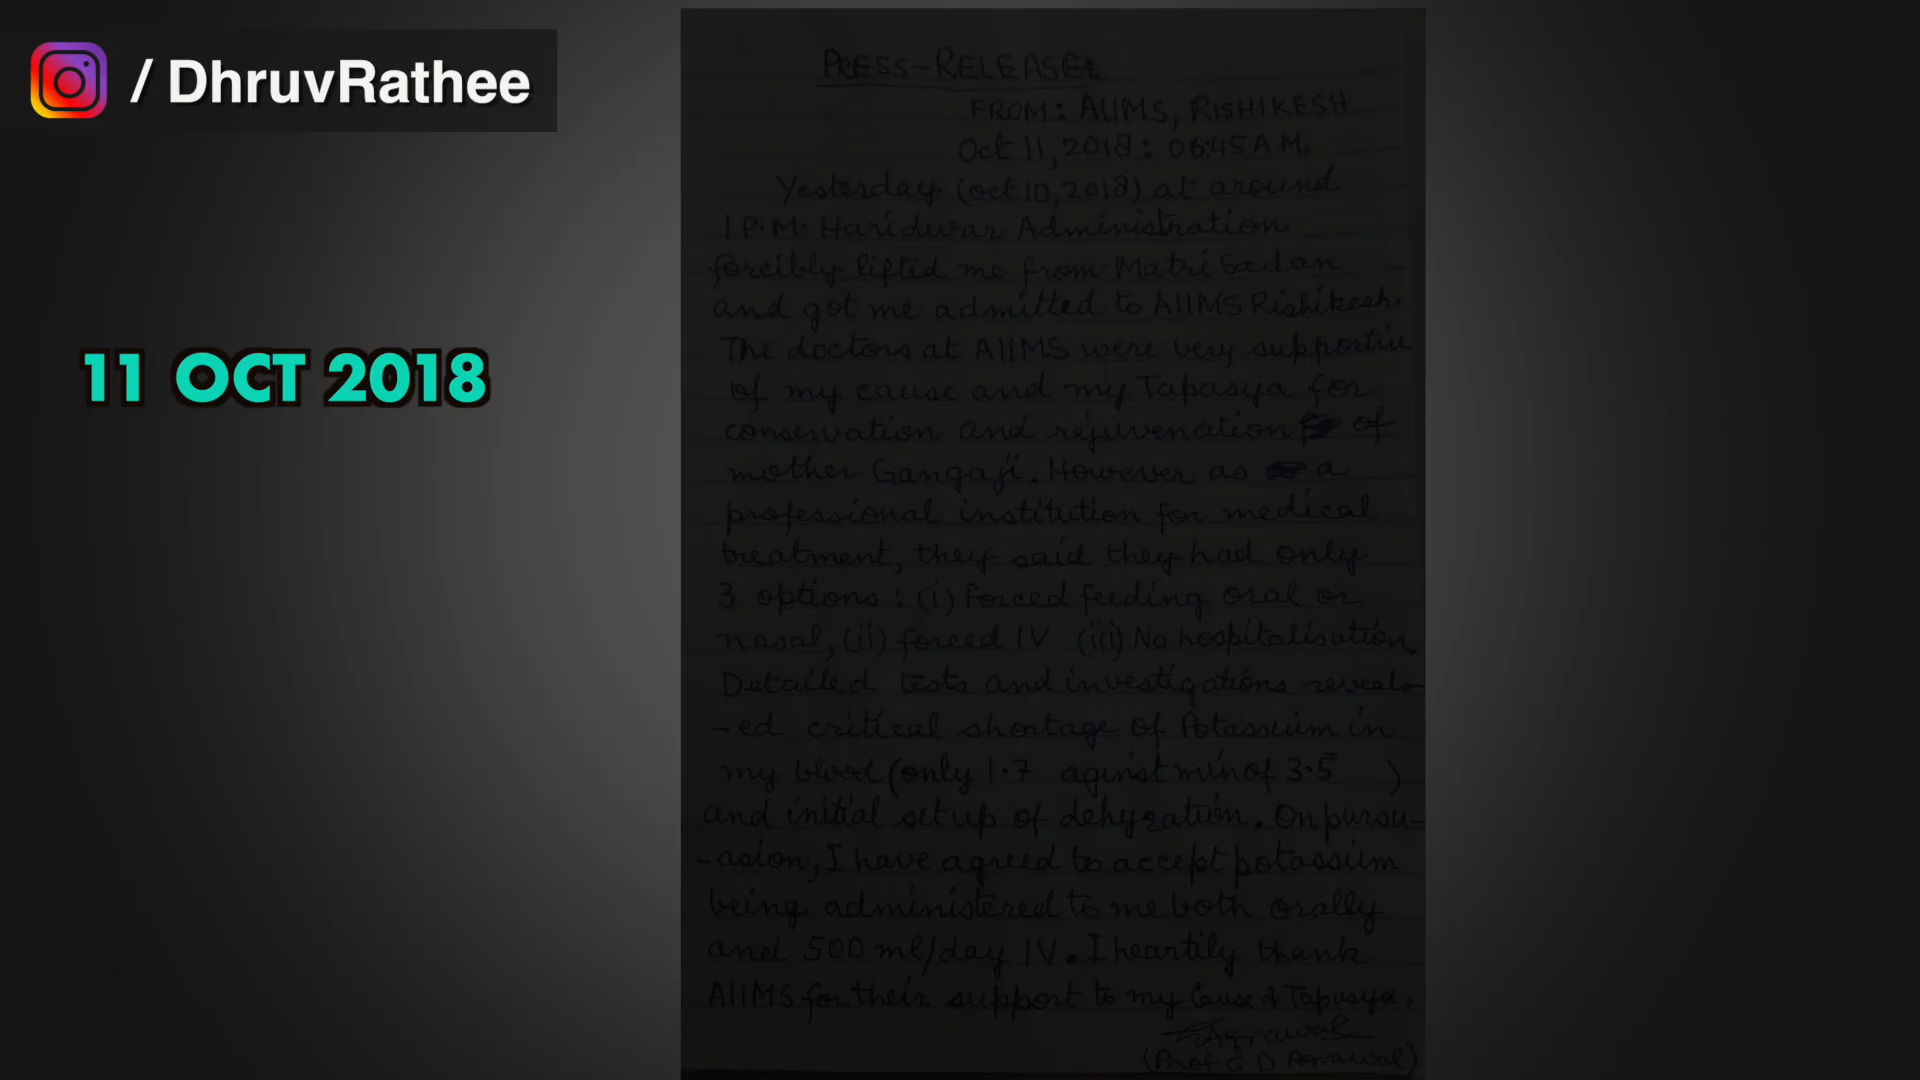 / DhruvRathee
11 OCT 2018
PRESS-RELEASE
FROM: AIIMS, RISHIKESH
Oct 11, 2018: 06:45 A.M.
Yesterday (oct 10, 2018) at around
1 P.M. Haridwar Administration
forcibly lifted me from Matri Sadan
and got me admitted to AIIMS Rishikesh.
The doctors at AIIMS were very supportive
of my cause and my Tapasya for
conservation and rejuvenation of
mother Gangaji. However as a
professional institution for medical
treatment, they said they had only
3 options: (i) Forced feeding oral or
nasal, (ii) forced IV (iii) No hospitalisation.
Detailed tests and investigations reveal
-ed critical shortage of Potassium in
my blood (only 1.7 aginst min of 3.5 )
and initial setup of dehyration. On pursu-
-asion, I have agreed to accept potassium
being administered to me both orally
and 500 ml/day IV. I heartily thank
AIIMS for their support to my Cause & Tapasya.
Agrawal
(Prof G D Agrawal)